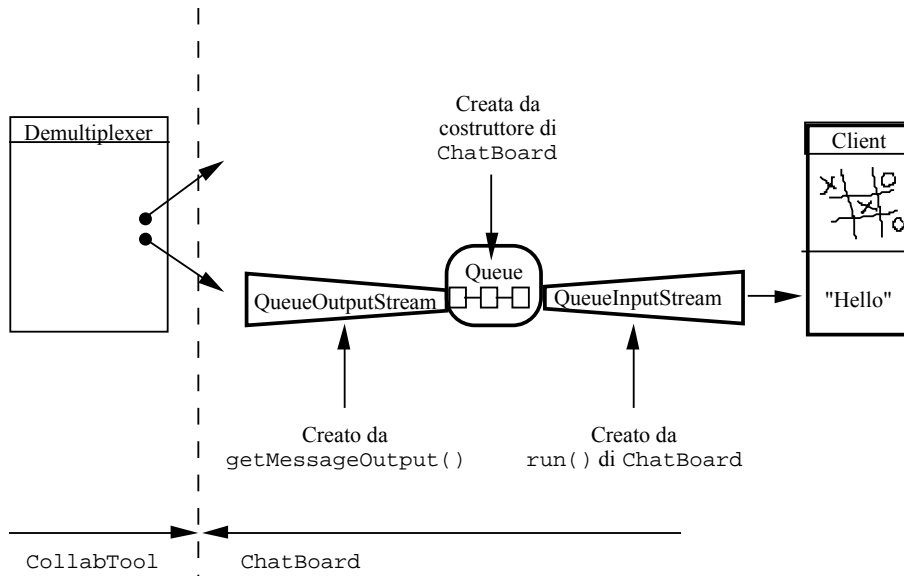 Demultiplexer
Creata da
costruttore di
ChatBoard
Client
X O
X
O
QueueOutputStream
Queue
QueueInputStream
"Hello"
Creato da
getMessageOutput()
Creato da
run() di ChatBoard
CollabTool
ChatBoard